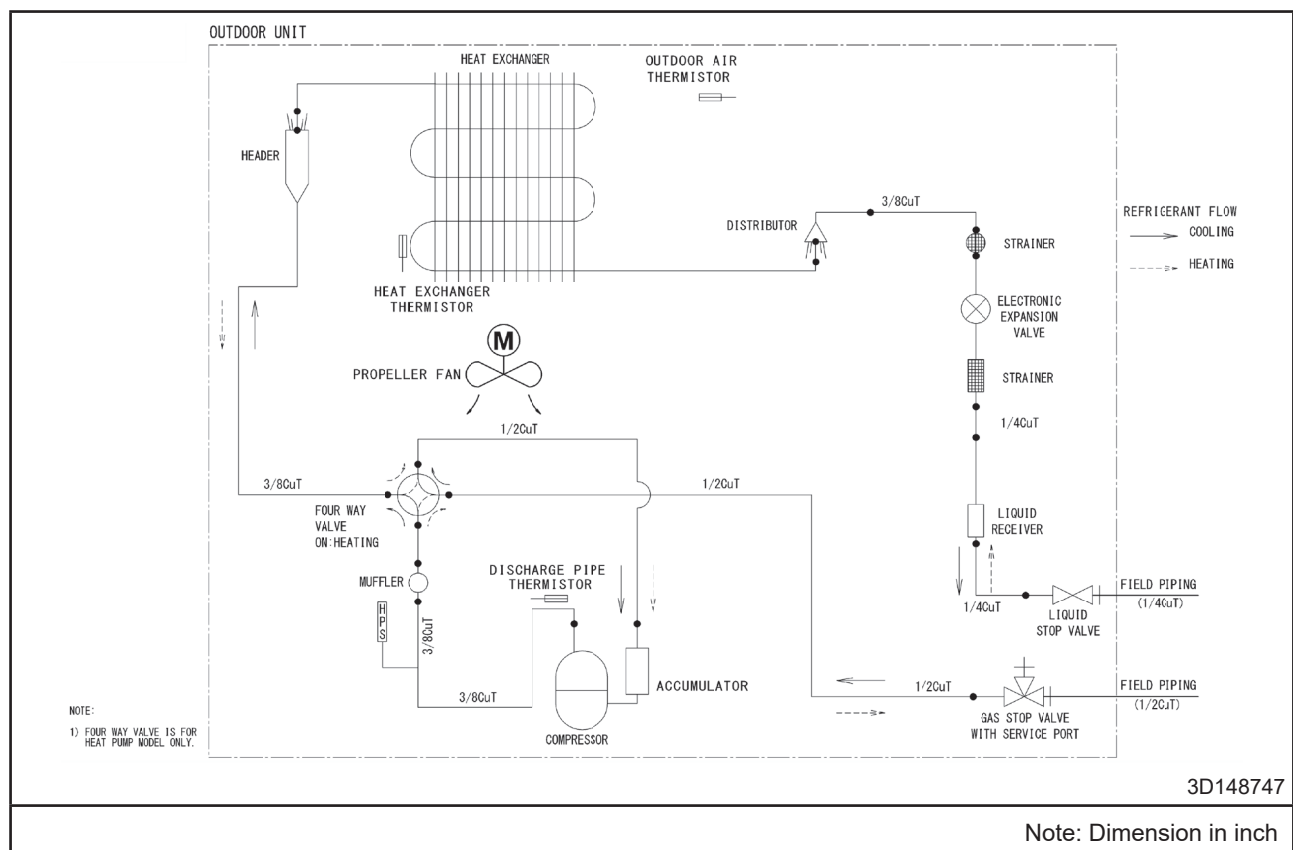 OUTDOOR UNIT
HEAT EXCHANGER
OUTDOOR AIR
THERMISTOR
HEADER
3/8CuT
DISTRIBUTOR
STRAINER
REFRIGERANT FLOW
COOLING
HEATING
HEAT EXCHANGER
THERMISTOR
ELECTRONIC
EXPANSION
VALVE
M
PROPELLER FAN
STRAINER
1/2CuT
1/4CuT
3/8CuT
1/2CuT
FOUR WAY
VALVE
ON:HEATING
LIQUID
RECEIVER
MUFFLER
DISCHARGE PIPE
THERMISTOR
HPS
3/8CuT
1/4CuT
LIQUID
STOP VALVE
FIELD PIPING
(1/4CuT)
3/8CuT
ACCUMULATOR
COMPRESSOR
1/2CuT
GAS STOP VALVE
WITH SERVICE PORT
FIELD PIPING
(1/2CuT)
NOTE:
1) FOUR WAY VALVE IS FOR
HEAT PUMP MODEL ONLY.
3D148747
Note: Dimension in inch